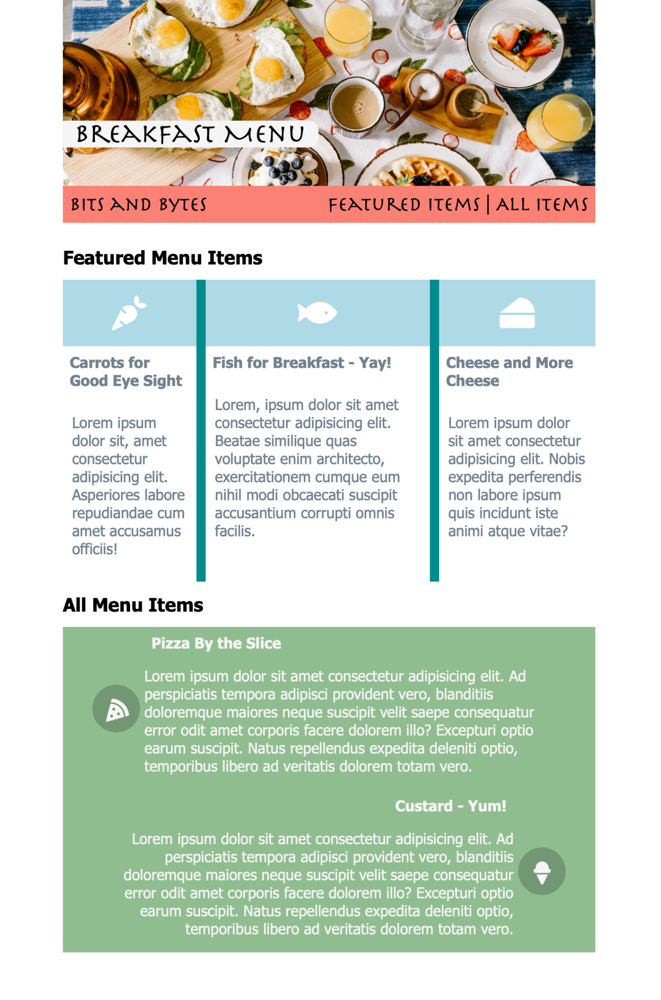 Breakfast Menu
Bits and Bytes
Featured Items | All Items
Featured Menu Items
Carrots for
Good Eye Sight
Lorem ipsum
dolor sit, amet
consectetur
adipisicing elit.
Asperiores labore
repudiandae cum
amet accusamus
officiis!
Fish for Breakfast - Yay!
Lorem, ipsum dolor sit amet
consectetur adipisicing elit.
Beatae similique quas
voluptate enim architecto,
exercitationem cumque eum
nihil modi obcaecati suscipit
accusantium corrupti omnis
facilis.
Cheese and More
Cheese
Lorem ipsum dolor
sit amet consectetur
adipisicing elit. Nobis
expedita perferendis
non labore ipsum
quis incidunt iste
animi atque vitae?
All Menu Items
Pizza By the Slice
Lorem ipsum dolor sit amet consectetur adipisicing elit. Ad
perspiciatis tempora adipisci provident vero, blanditiis
doloremque maiores neque suscipit velit saepe consequatur
error odit amet corporis facere dolorem illo? Excepturi optio
earum suscipit. Natus repellendus expedita deleniti optio,
temporibus libero ad veritatis dolorem totam vero.
Custard - Yum!
Lorem ipsum dolor sit amet consectetur adipisicing elit. Ad
perspiciatis tempora adipisci provident vero, blanditiis
doloremque maiores neque suscipit velit saepe consequatur
error odit amet corporis facere dolorem illo? Excepturi optio
earum suscipit. Natus repellendus expedita deleniti optio,
temporibus libero ad veritatis dolorem totam vero.